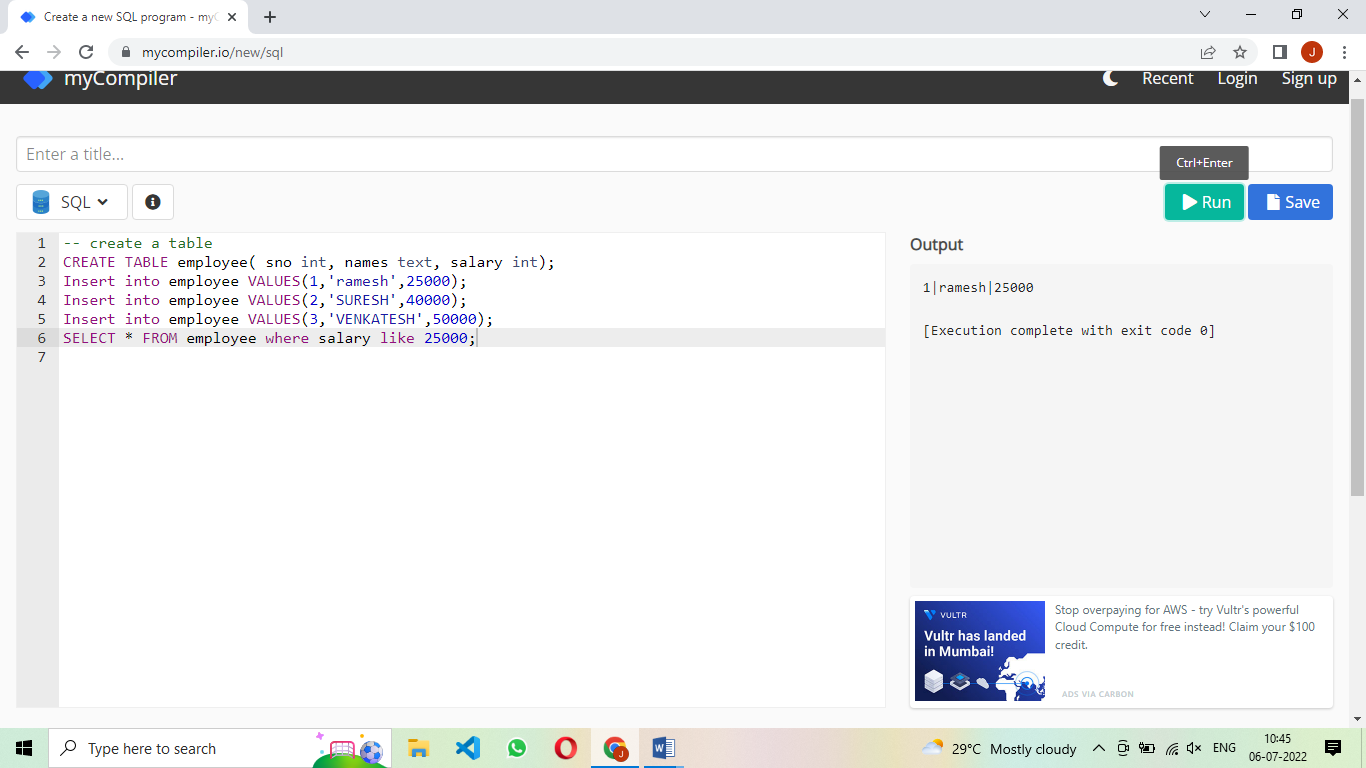 Create a new SQL program - myC
mycompiler.io/new/sql
J
myCompiler
Recent Login Sign up
Enter a title...
Ctrl+Enter
SQL
Run Save
1 -- create a table
2 CREATE TABLE employee( sno int, names text, salary int);
3 Insert into employee VALUES(1,'ramesh',25000);
4 Insert into employee VALUES(2,'SURESH',40000);
5 Insert into employee VALUES(3,'VENKATESH',50000);
6 SELECT * FROM employee where salary like 25000;
7
Output
1|ramesh|25000
[Execution complete with exit code 0]
VULTR
Vultr has landed
in Mumbai!
Stop overpaying for AWS - try Vultr's powerful
Cloud Compute for free instead! Claim your $100
credit.
ADS VIA CARBON
Type here to search
J
29°C Mostly cloudy
ENG
10:45
06-07-2022